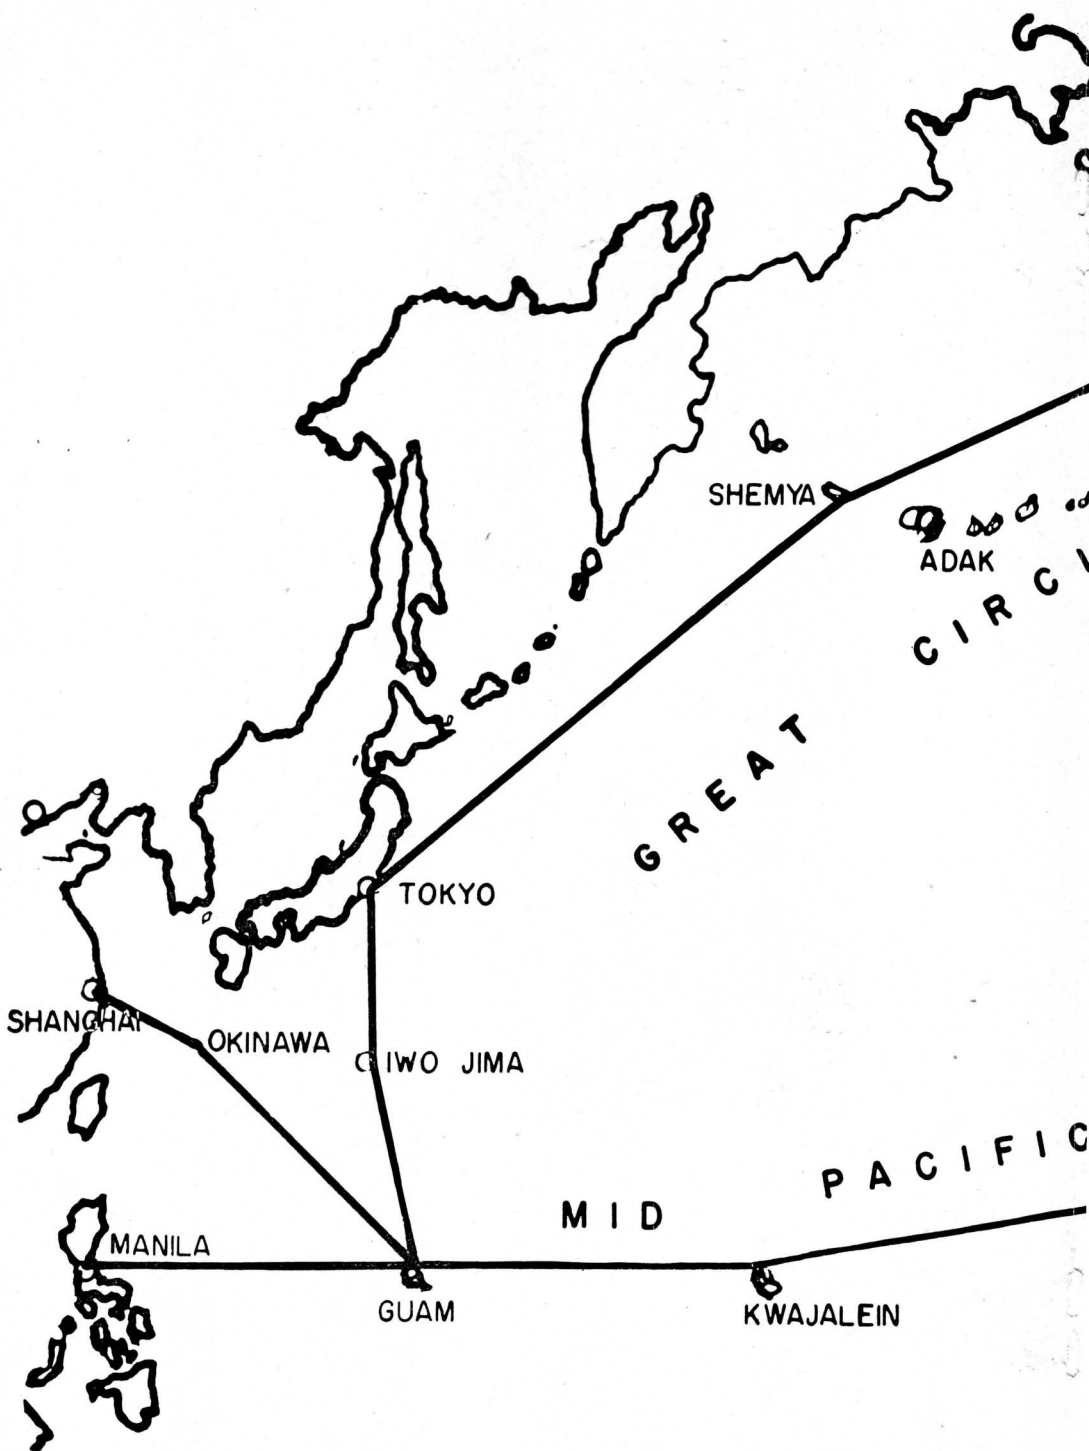 SHEMYA
ADAK
GREAT CIRC
TOKYO
SHANGHAI
OKINAWA
IWO JIMA
MID PACIFIC
MANILA
GUAM
KWAJALEIN